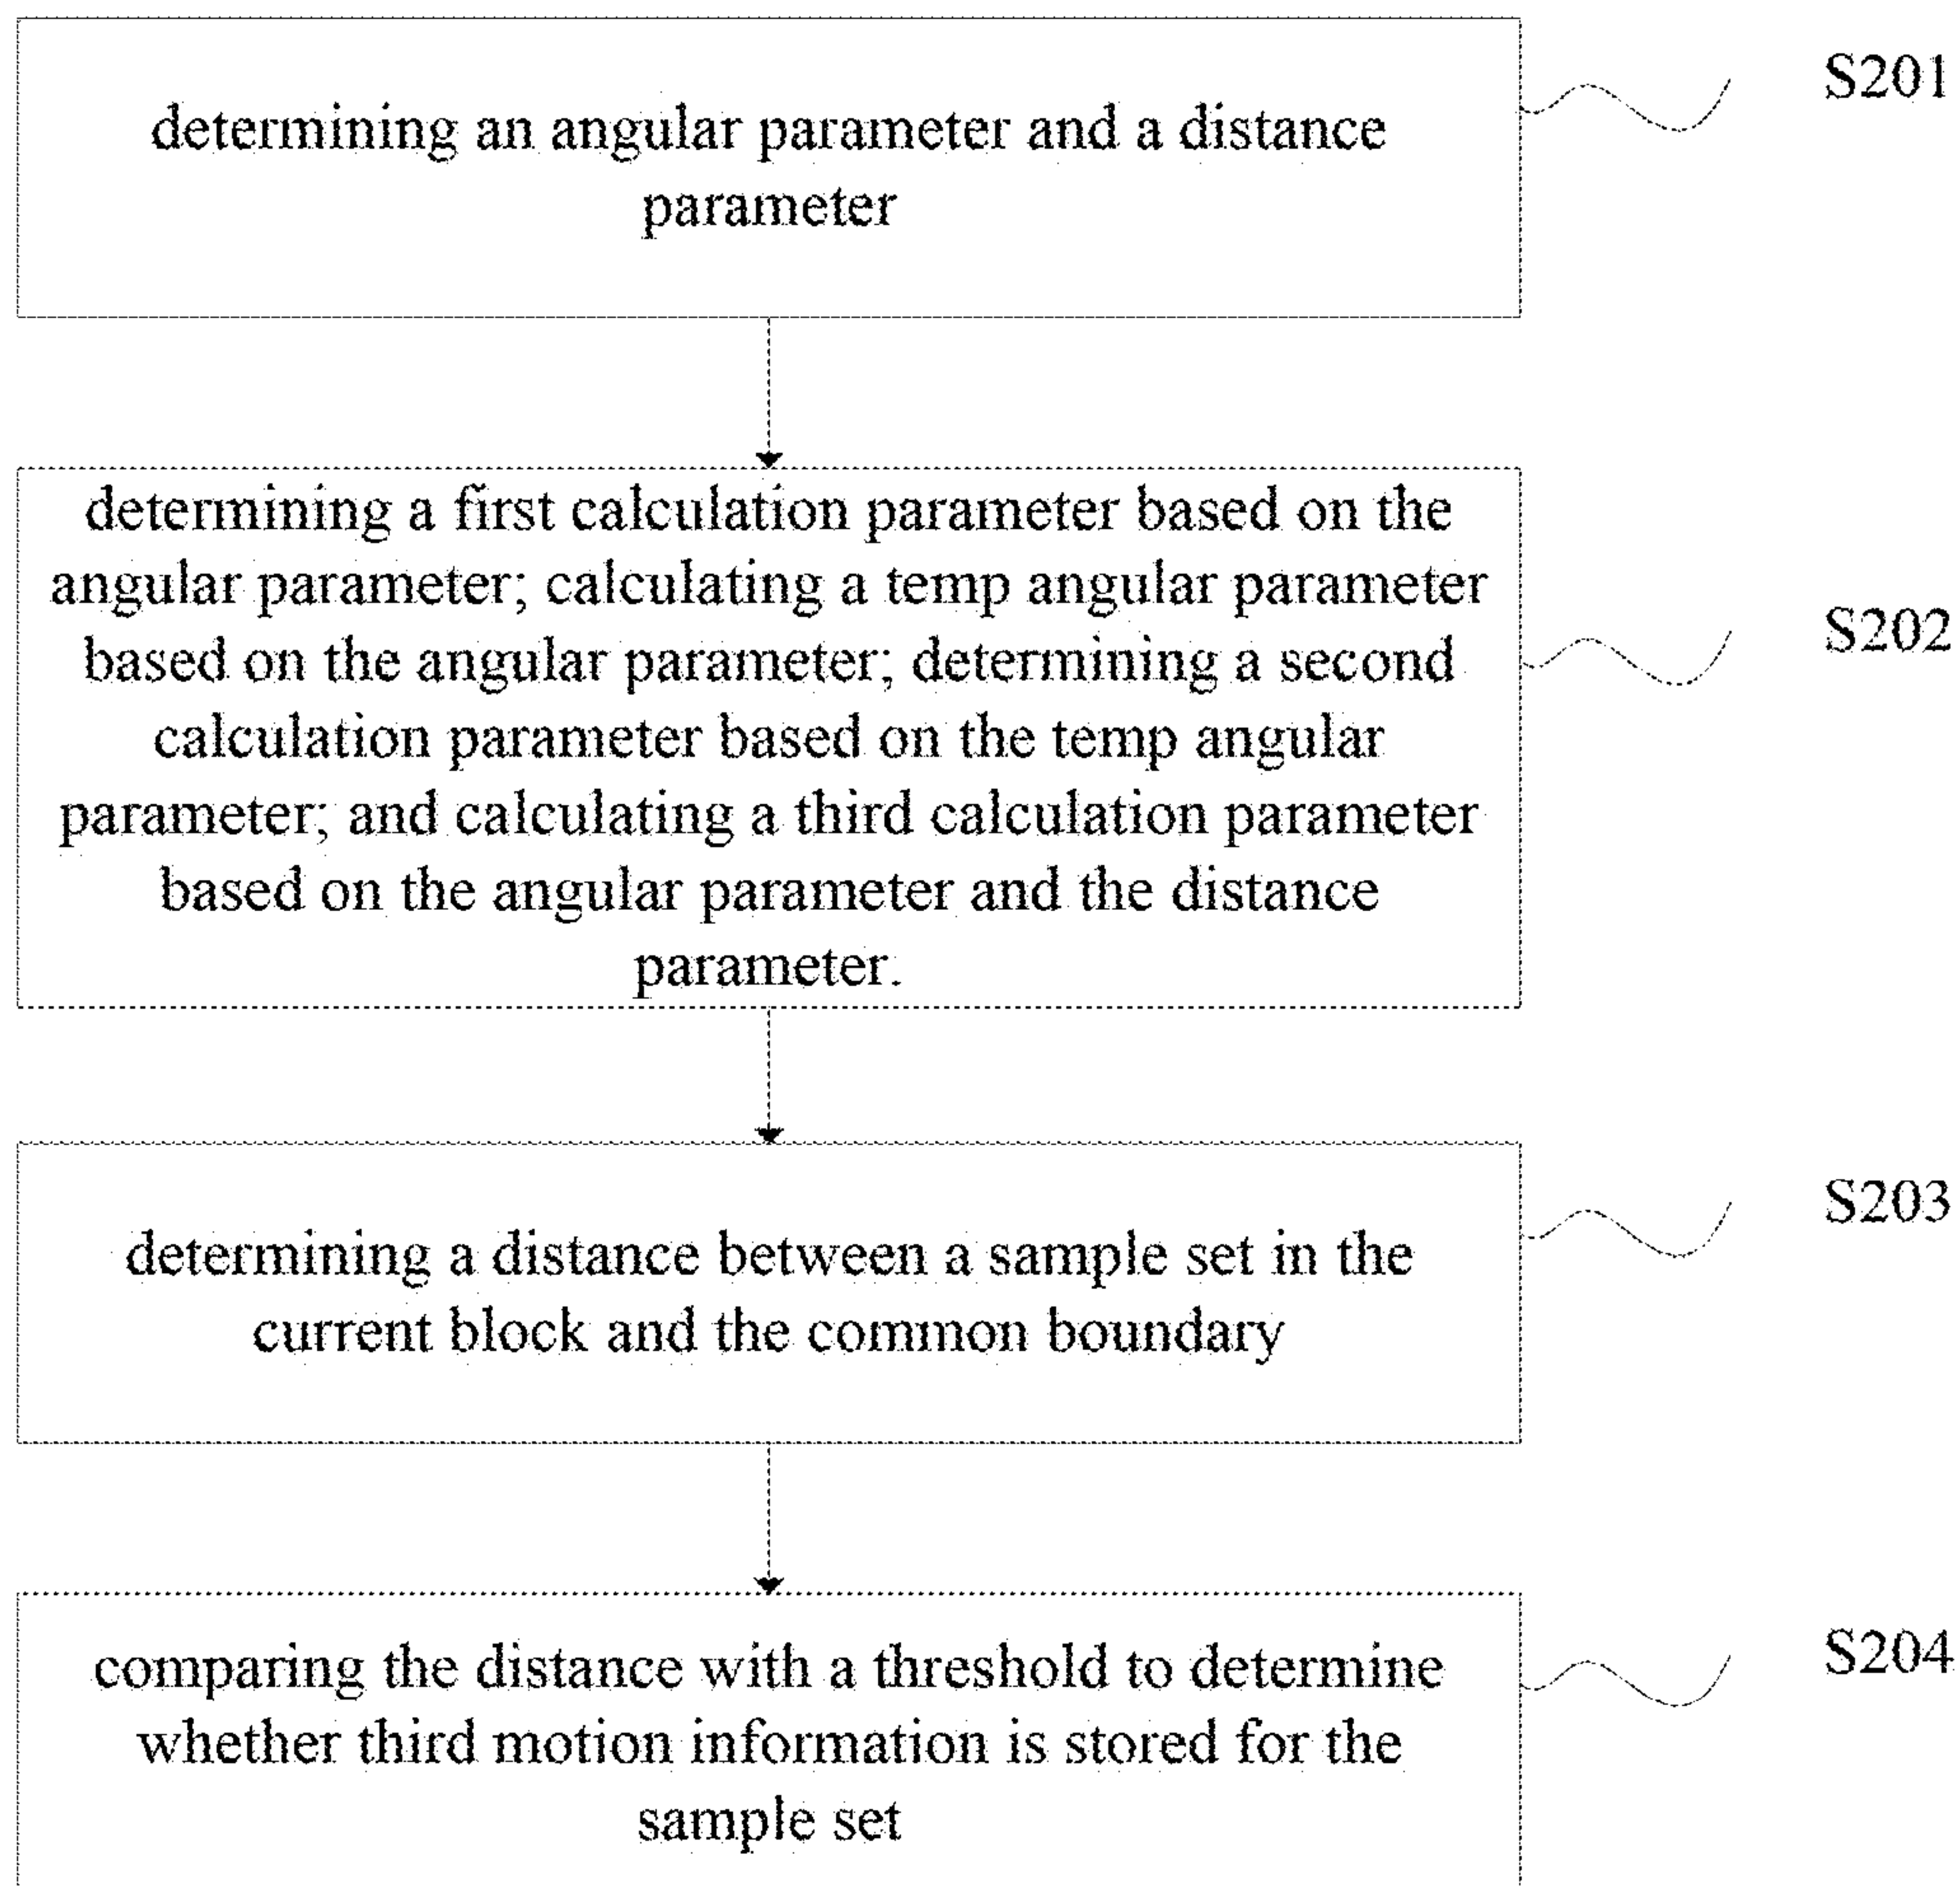 determining an angular parameter and a distance
parameter
S201
determining a first calculation parameter based on the
angular parameter; calculating a temp angular parameter
based on the angular parameter; determining a second
calculation parameter based on the temp angular
parameter; and calculating a third calculation parameter
based on the angular parameter and the distance
parameter.
S202
determining a distance between a sample set in the
current block and the common boundary
S203
comparing the distance with a threshold to determine
whether third motion information is stored for the
sample set
S204